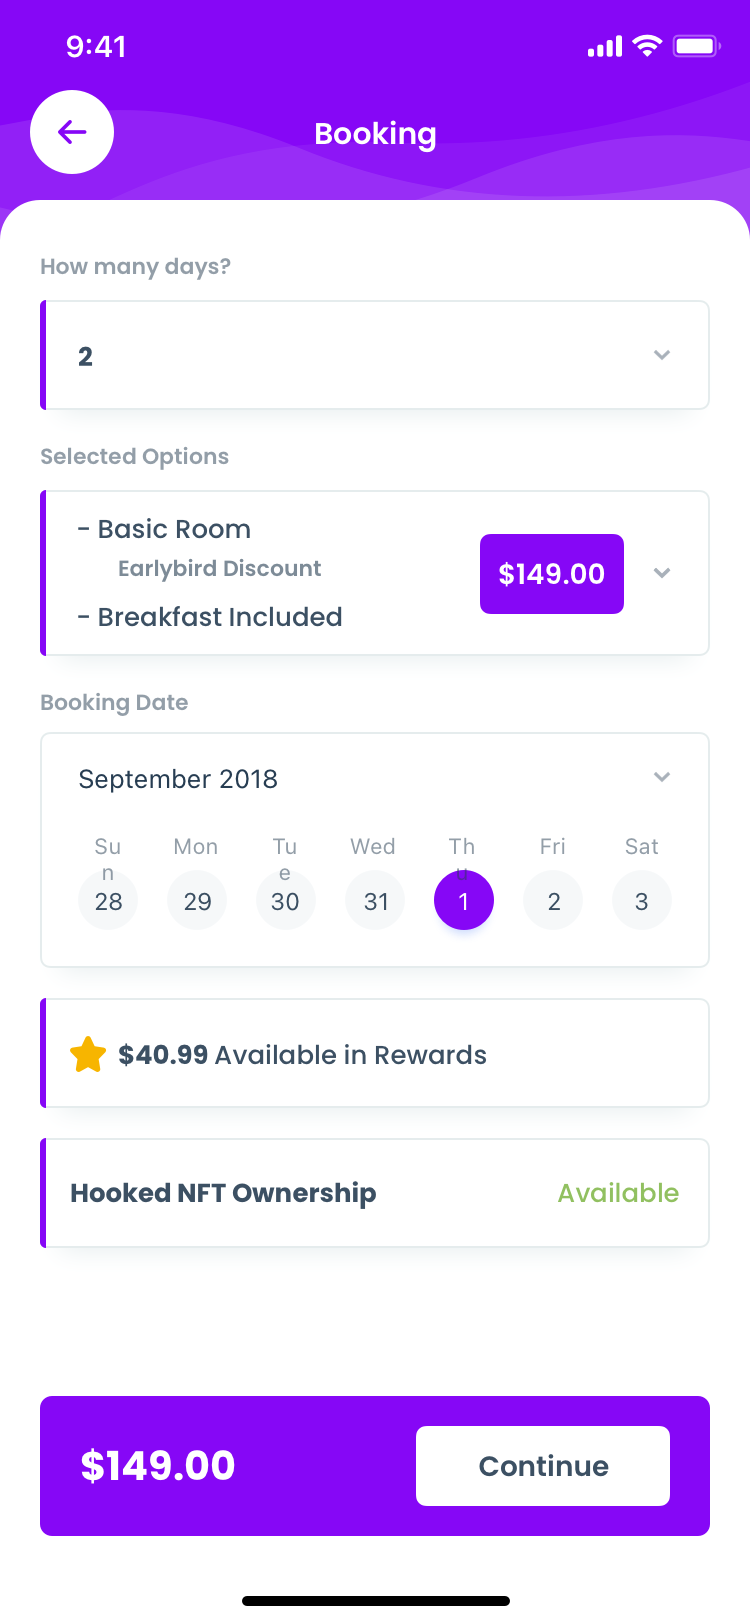 9:41
Booking
How many days?
2
Selected Options
- Basic Room
Earlybird Discount
$149.00
- Breakfast Included
Booking Date
September 2018
Sun Mon Tue Wed Thu Fri Sat
28 29 30 31 1 2 3
$40.99 Available in Rewards
Hooked NFT Ownership Available
$149.00 Continue